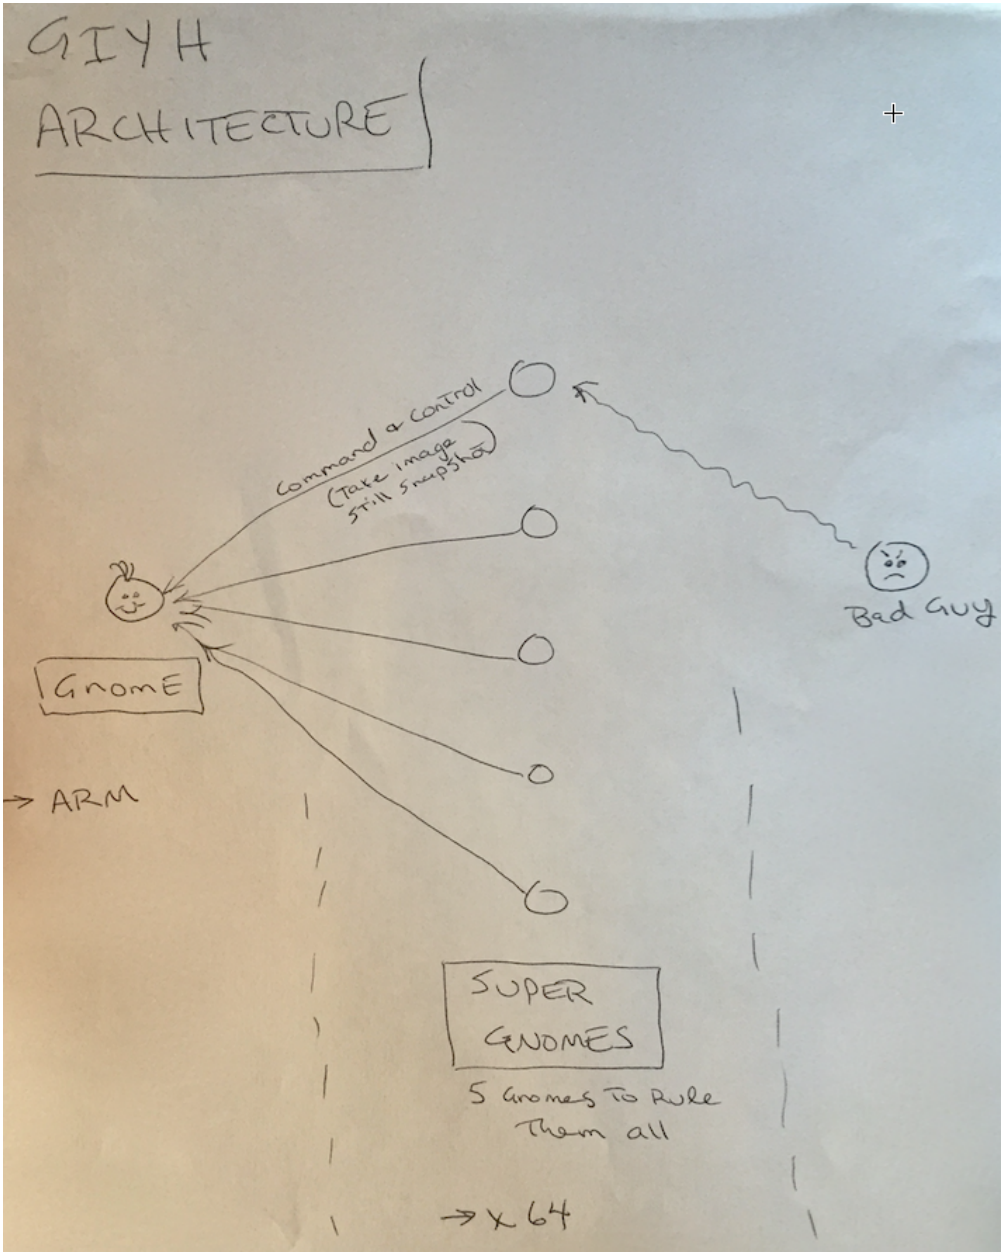 GIYH
ARCHITECTURE
Command & Control
(Take image
still snapshot)
Bad Guy
GnomE
→ ARM
SUPER
GNOMES
5 Gnomes To Rule
Them all
→ x 64